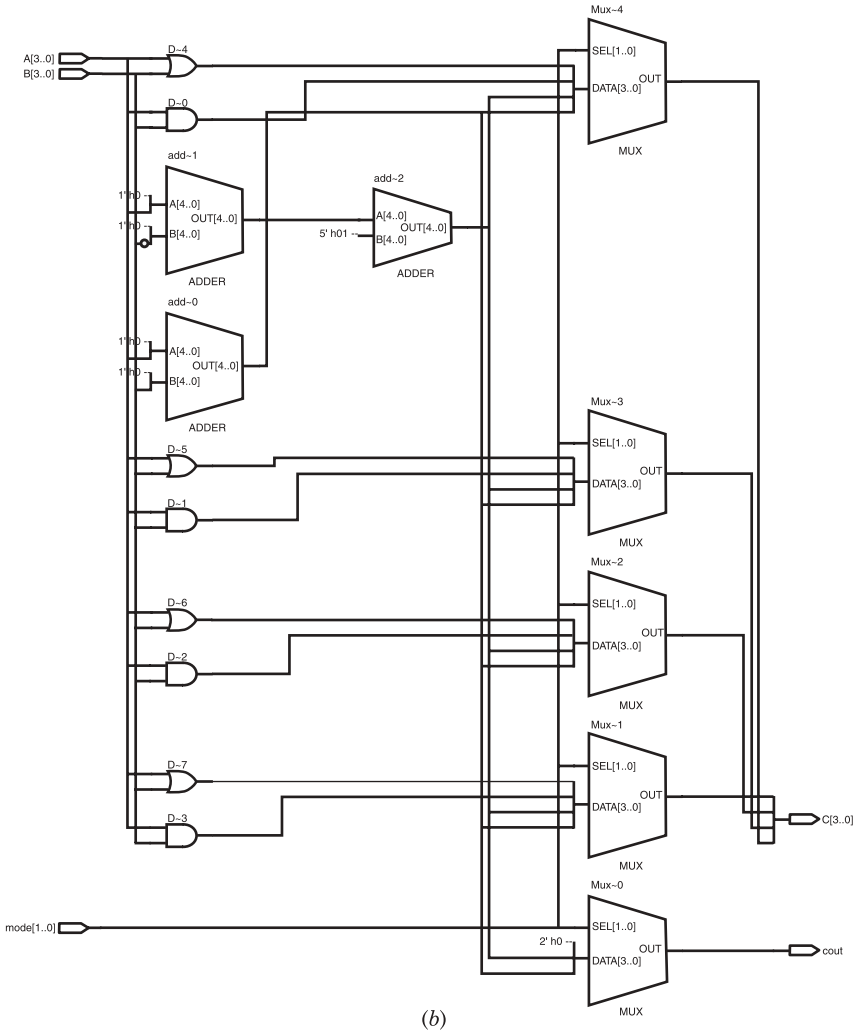 Mux~4
D~4
A[3..0]
B[3..0]
SEL[1..0]
OUT
DATA[3..0]
D~0
MUX
add~1
add~2
1' h0
A[4..0]
OUT[4..0]
1' h0
B[4..0]
A[4..0]
OUT[4..0]
5' h01
B[4..0]
ADDER
ADDER
add~0
1' h0
A[4..0]
OUT[4..0]
1' h0
B[4..0]
ADDER
Mux~3
SEL[1..0]
D~5
OUT
DATA[3..0]
D~1
MUX
Mux~2
D~6
SEL[1..0]
OUT
DATA[3..0]
D~2
MUX
Mux~1
D~7
SEL[1..0]
OUT
DATA[3..0]
D~3
C[3..0]
MUX
Mux~0
mode[1..0]
SEL[1..0]
2' h0
OUT
cout
DATA[3..0]
MUX
(b)